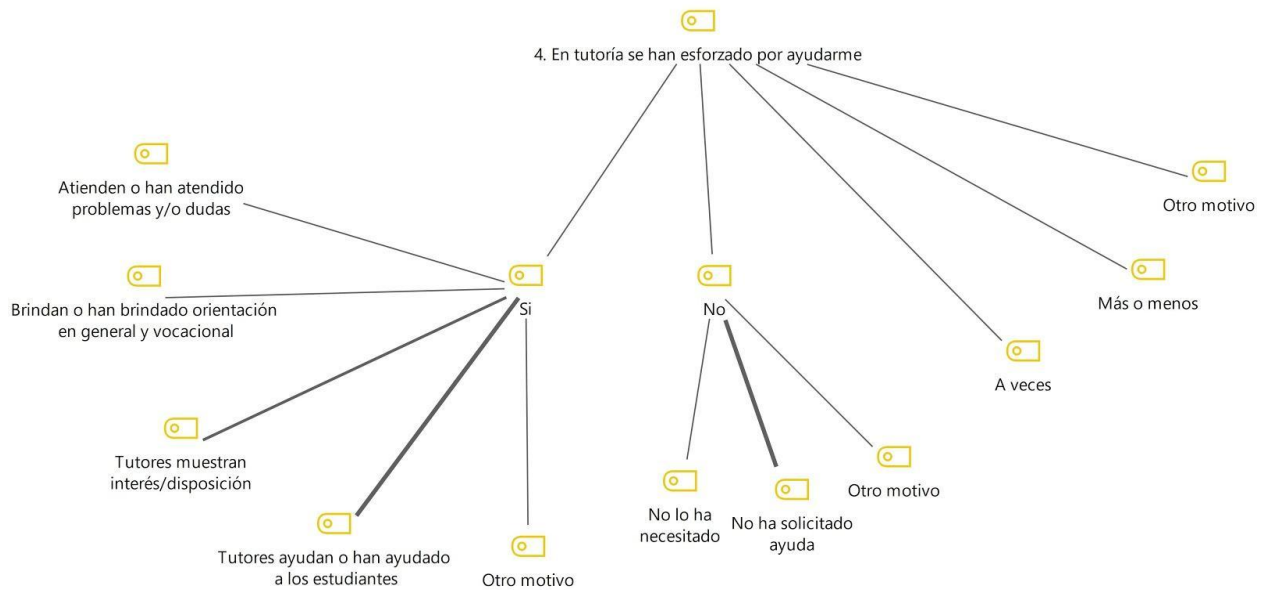 4. En tutoría se han esforzado por ayudarme
Atienden o han atendido
problemas y/o dudas
Otro motivo
Brindan o han brindado orientación
en general y vocacional
Si
No
Más o menos
A veces
Tutores muestran
interés/disposición
Tutores ayudan o han ayudado
a los estudiantes
Otro motivo
No lo ha
necesitado
No ha solicitado
ayuda
Otro motivo